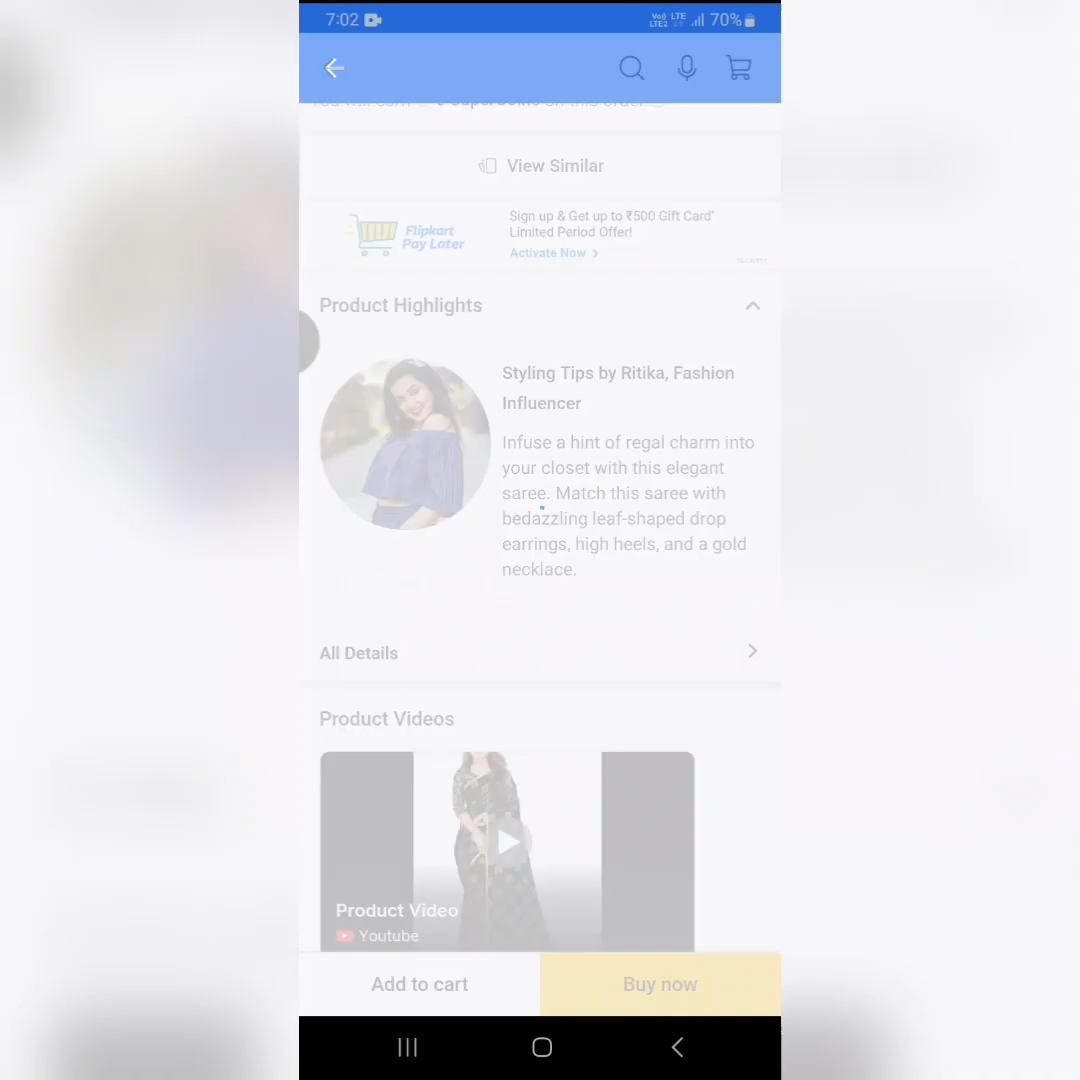 7:02
Vo) LTE
LTE2
70%
View Similar
Flipkart
Pay Later
Sign up & Get up to ₹500 Gift Card*
Limited Period Offer!
Activate Now
Product Highlights
Styling Tips by Ritika, Fashion
Influencer
Infuse a hint of regal charm into
your closet with this elegant
saree. Match this saree with
bedazzling leaf-shaped drop
earrings, high heels, and a gold
necklace.
All Details
Product Videos
Product Video
Youtube
Add to cart
Buy now